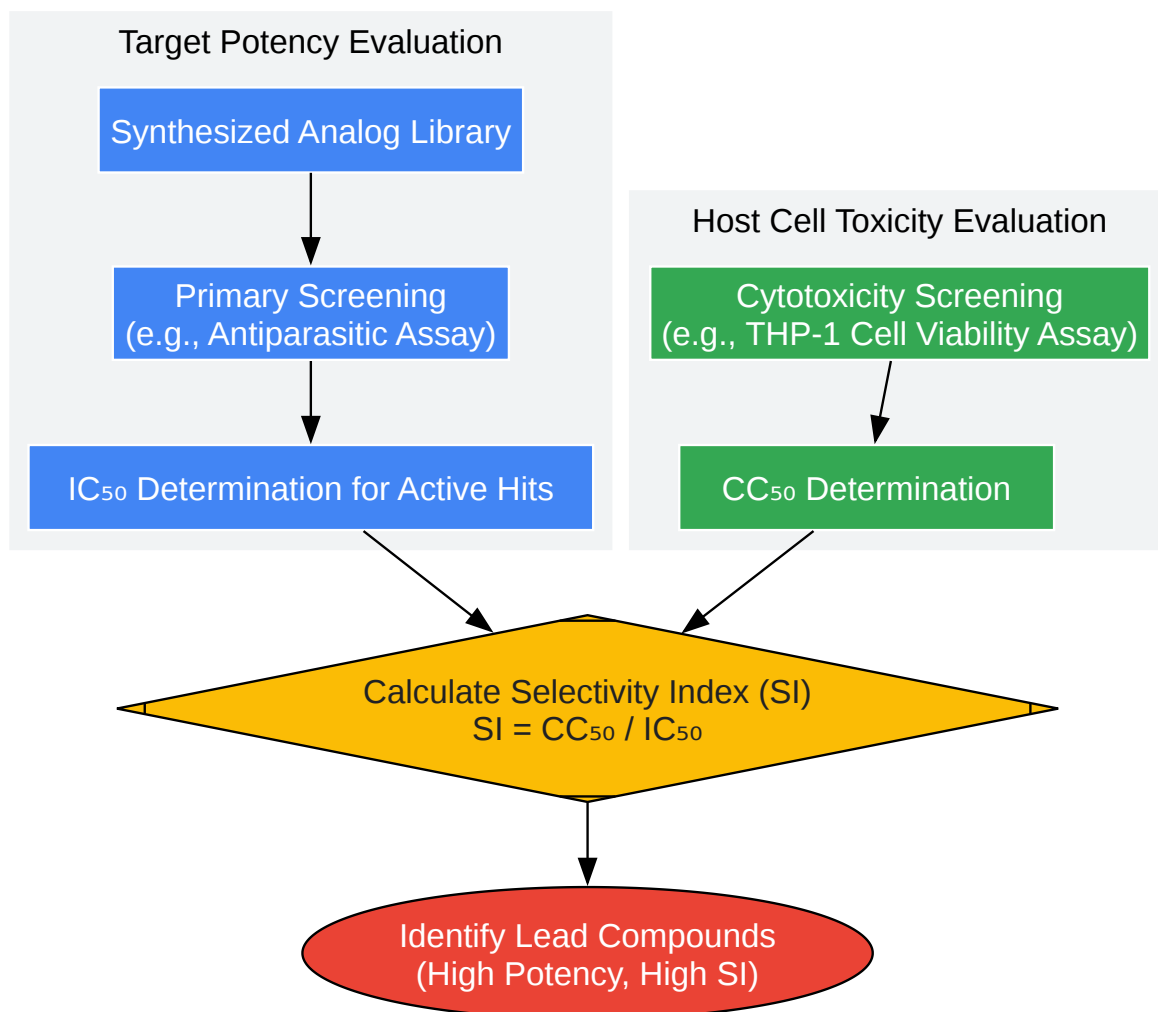 Target Potency Evaluation
Synthesized Analog Library
Primary Screening
(e.g., Antiparasitic Assay)
IC₅₀ Determination for Active Hits
Host Cell Toxicity Evaluation
Cytotoxicity Screening
(e.g., THP-1 Cell Viability Assay)
CC₅₀ Determination
Calculate Selectivity Index (SI)
SI = CC₅₀ / IC₅₀
Identify Lead Compounds
(High Potency, High SI)